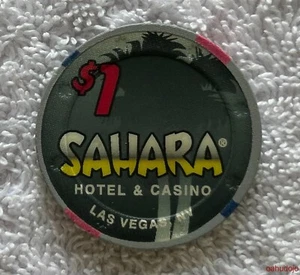 $1
SAHARA®
HOTEL & CASINO
LAS VEGAS, NV